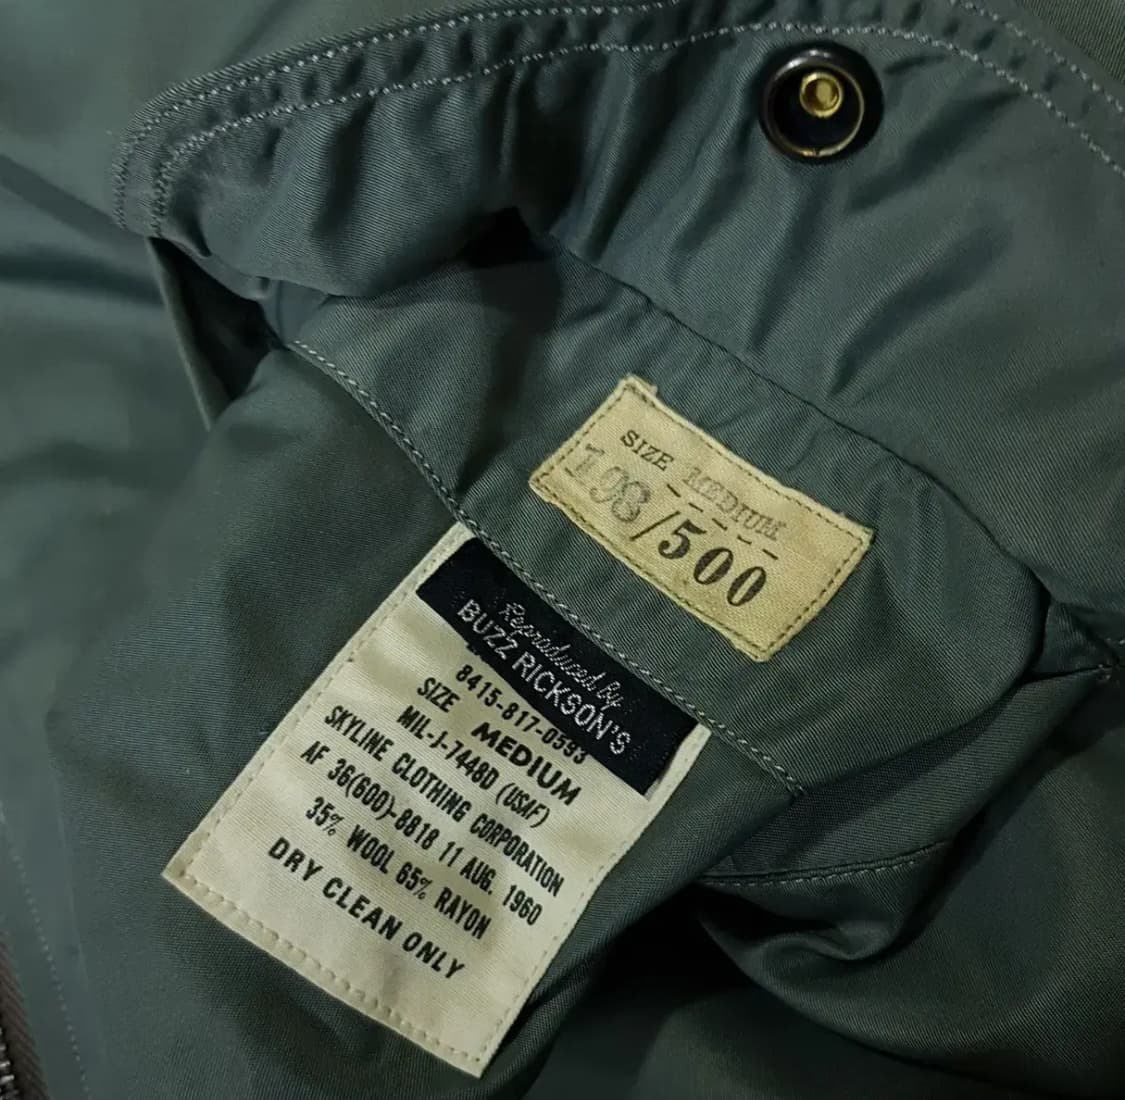 SIZE MEDIUM
198/500
Reproduced By
BUZZ RICKSON'S
8415-817-0593
SIZE MEDIUM
MIL-J-7448D (USAF)
SKYLINE CLOTHING CORPORATION
AF 36(600)-8818 11 AUG. 1960
35% WOOL 65% RAYON
DRY CLEAN ONLY